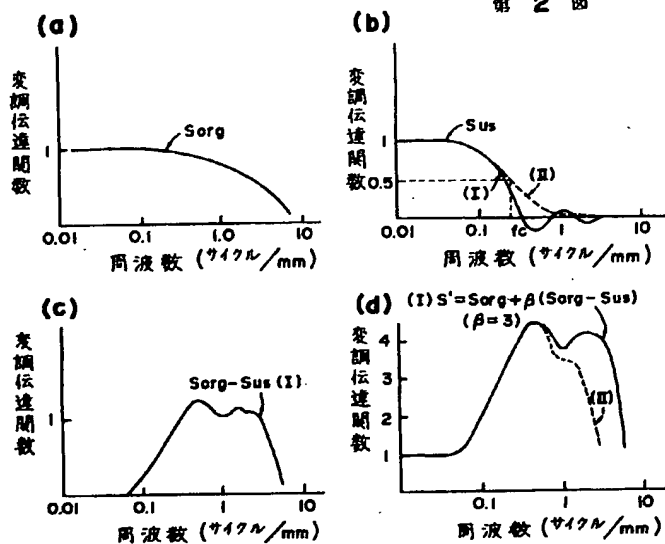 第 2 図
(a)
変調伝達関数
1
Sorg
0.01 0.1 1.0 10
周波数 (サイクル/mm)
(b)
変調伝達関数
1
0.5
Sus
(I)
(II)
0.01 0.1 fc 1 10
周波数 (サイクル/mm)
(c)
変調伝達関数
1
Sorg-Sus (I)
0.01 0.1 1.0 10
周波数 (サイクル/mm)
(d)
(I) S'=Sorg+β(Sorg-Sus)
(β=3)
変調伝達関数
4
3
2
1
(II)
0.1 1 10
周波数 (サイクル/mm)